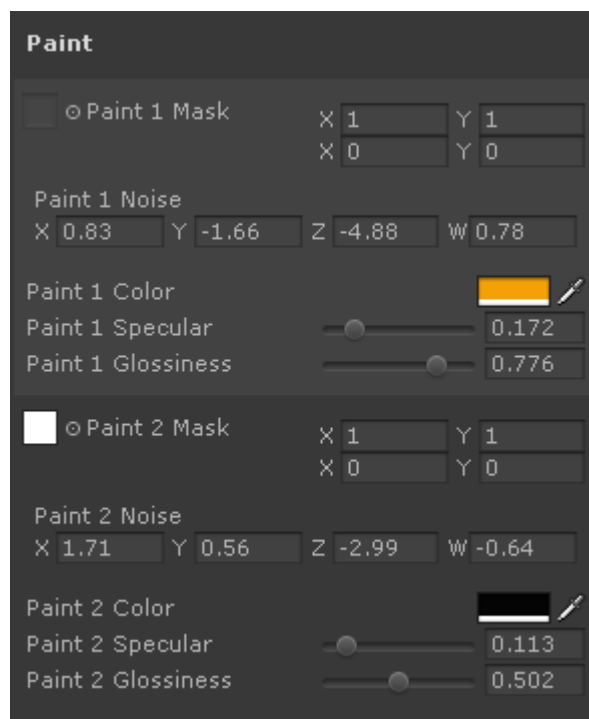 Paint
Paint 1 Mask X 1 Y 1
X 0 Y 0
Paint 1 Noise
X 0.83 Y -1.66 Z -4.88 W 0.78
Paint 1 Color
Paint 1 Specular 0.172
Paint 1 Glossiness 0.776
Paint 2 Mask X 1 Y 1
X 0 Y 0
Paint 2 Noise
X 1.71 Y 0.56 Z -2.99 W -0.64
Paint 2 Color
Paint 2 Specular 0.113
Paint 2 Glossiness 0.502